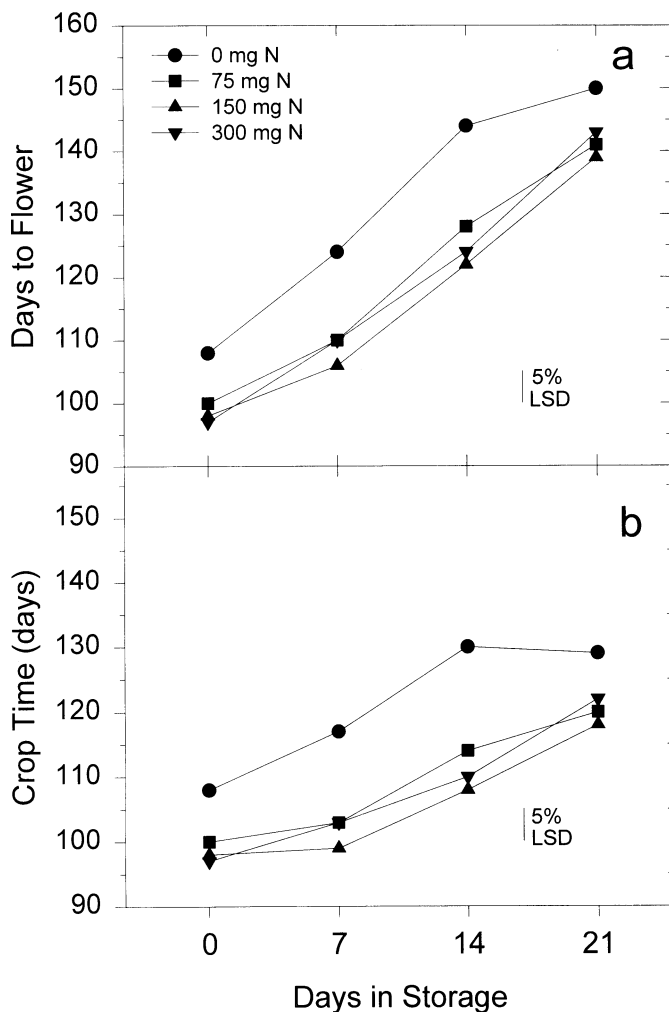 160
150
140
130
120
110
100
90
Days to Flower
0 mg N
75 mg N
150 mg N
300 mg N
a
5%
LSD
150
140
130
120
110
100
90
Crop Time (days)
b
5%
LSD
0 7 14 21
Days in Storage